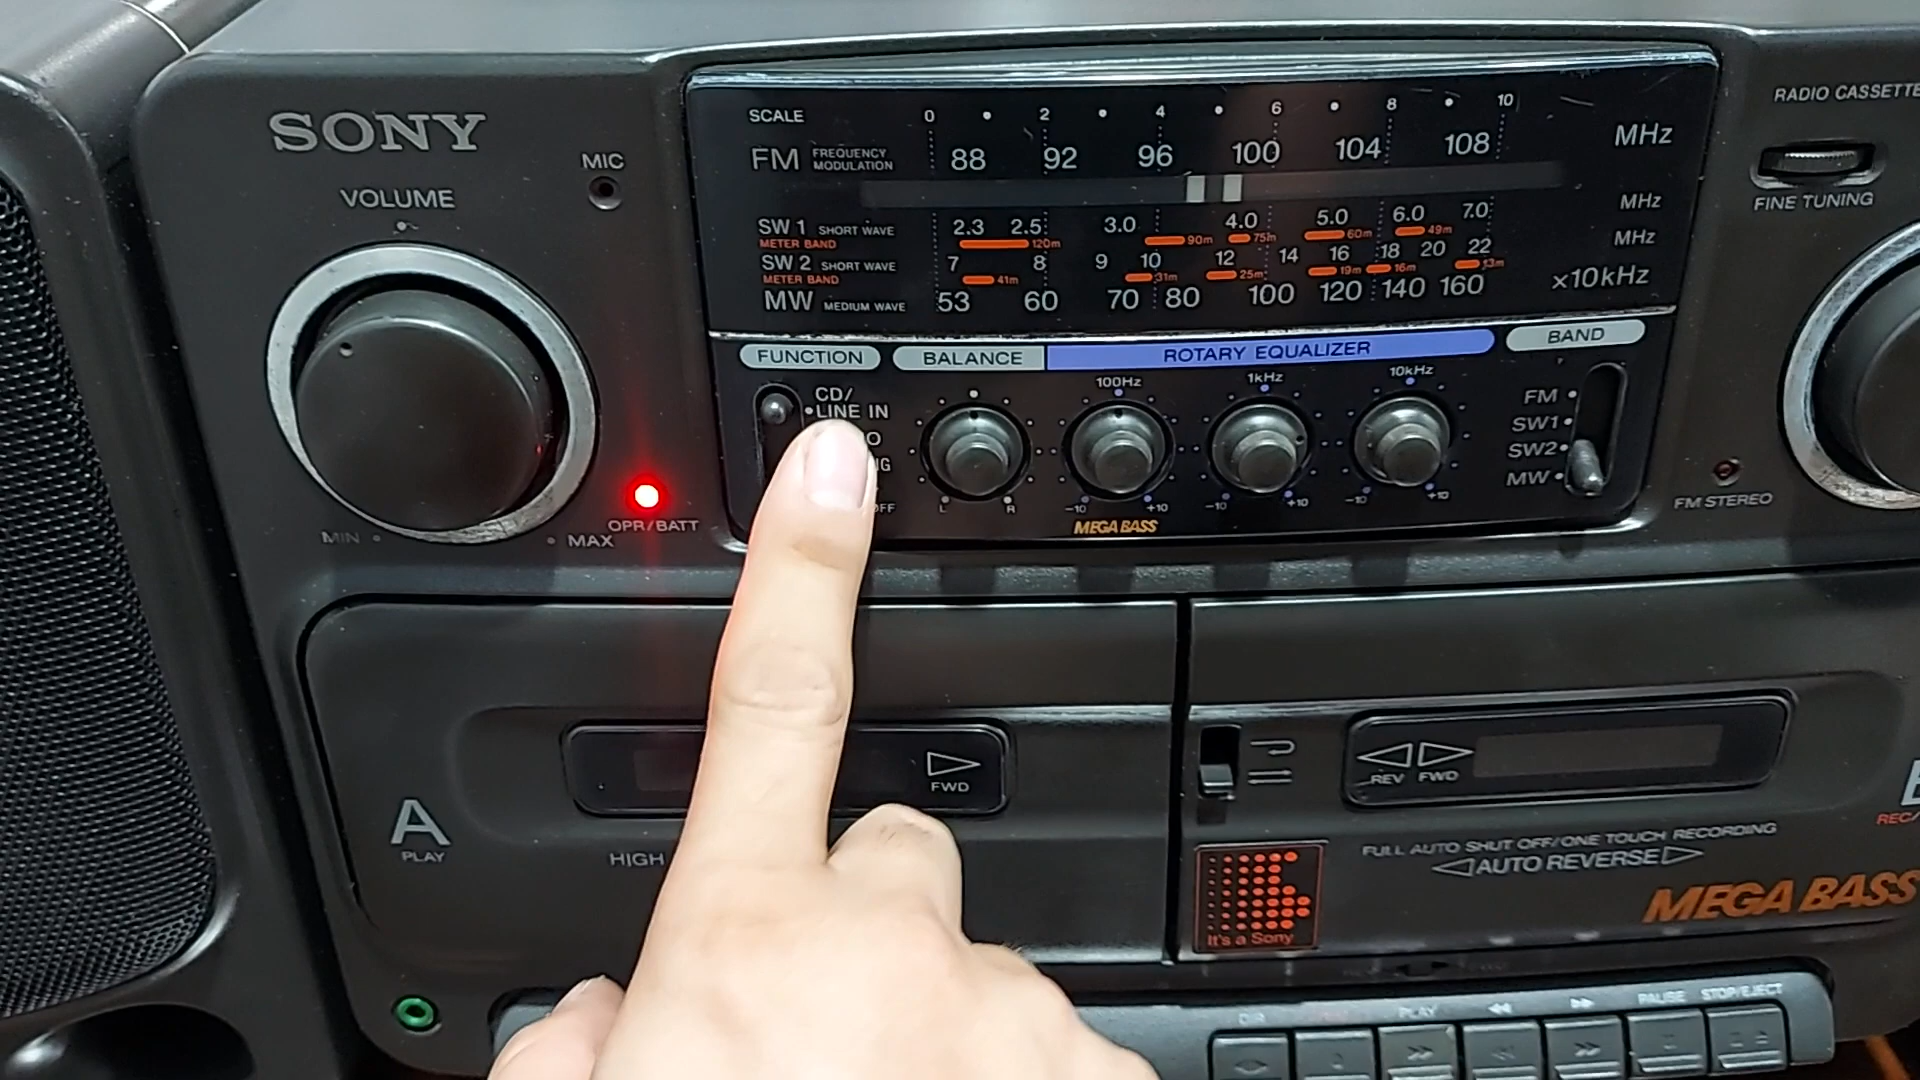 SONY
VOLUME
MIN
MAX
MIC
OPR/BATT
SCALE 0 2 4 6 8 10
FM FREQUENCY MODULATION 88 92 96 100 104 108 MHz
SW 1 SHORT WAVE 2.3 2.5 3.0 4.0 5.0 6.0 7.0 MHz
METER BAND 120m 90m 75m 60m 49m
SW 2 SHORT WAVE 7 8 9 10 12 14 16 18 20 22 MHz
METER BAND 41m 31m 25m 19m 16m 13m
MW MEDIUM WAVE 53 60 70 80 100 120 140 160 ×10kHz
RADIO CASSETTE
FINE TUNING
FUNCTION
CD/
LINE IN
BALANCE
L R
ROTARY EQUALIZER
100Hz 1kHz 10kHz
-10 +10 -10 +10 -10 +10
MEGA BASS
BAND
FM
SW1
SW2
MW
FM STEREO
A
PLAY
HIGH
FWD
REV FWD
FULL AUTO SHUT OFF/ONE TOUCH RECORDING
AUTO REVERSE
MEGA BASS
It's a Sony
REC/
DIR PLAY PAUSE STOP/EJECT